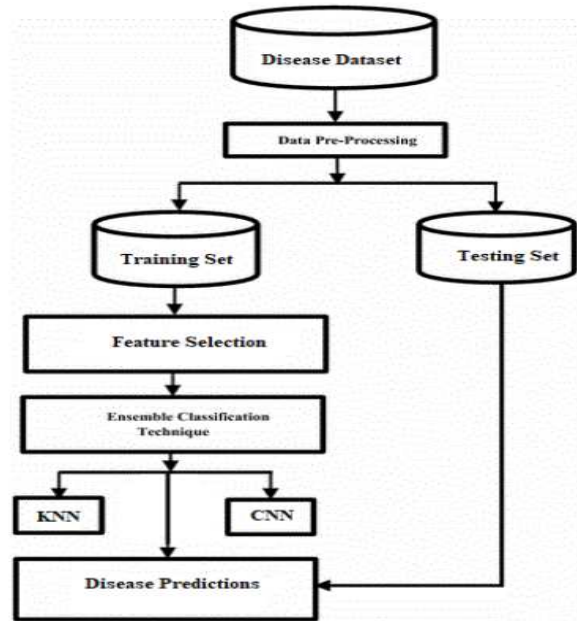 Disease Dataset
Data Pre-Processing
Training Set
Testing Set
Feature Selection
Ensemble Classification
Technique
KNN
CNN
Disease Predictions